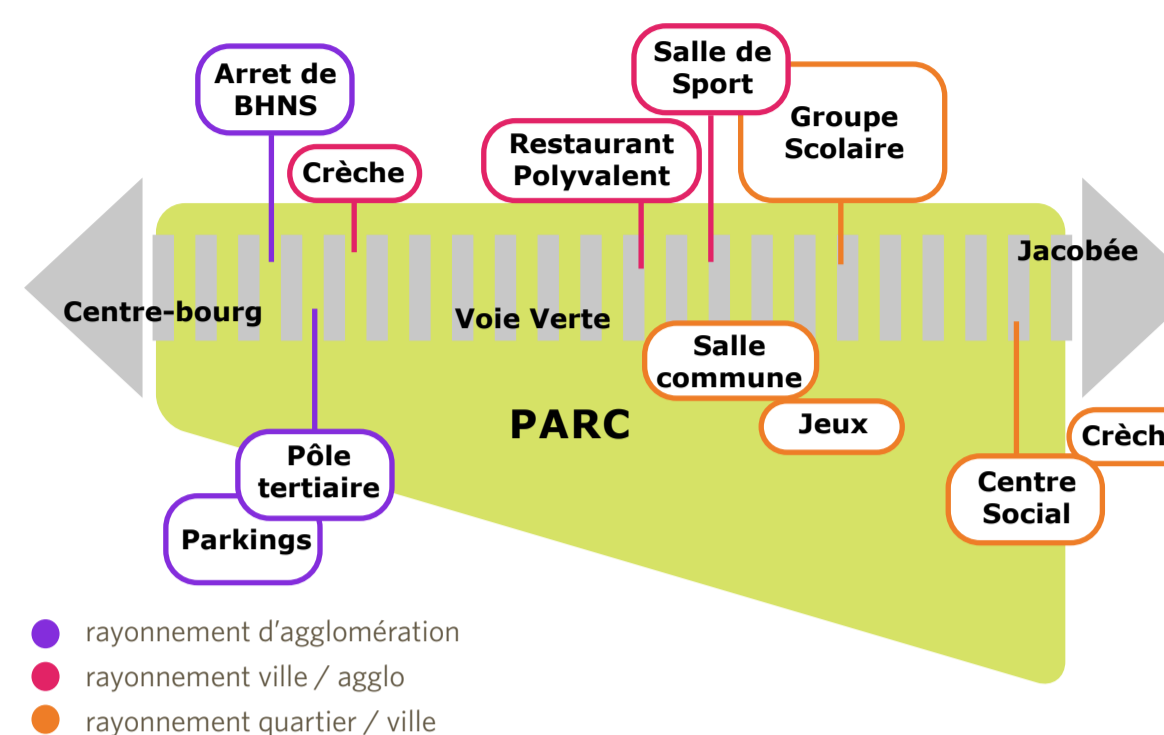 Salle de
Sport
Arret de
BHNS
Groupe
Scolaire
Restaurant
Polyvalent
Crèche
Jacobée
Centre-bourg
Voie Verte
Salle
commune
PARC
Jeux
Crèch
Pôle
tertiaire
Centre
Social
Parkings
rayonnement d'agglomération
rayonnement ville / agglo
rayonnement quartier / ville